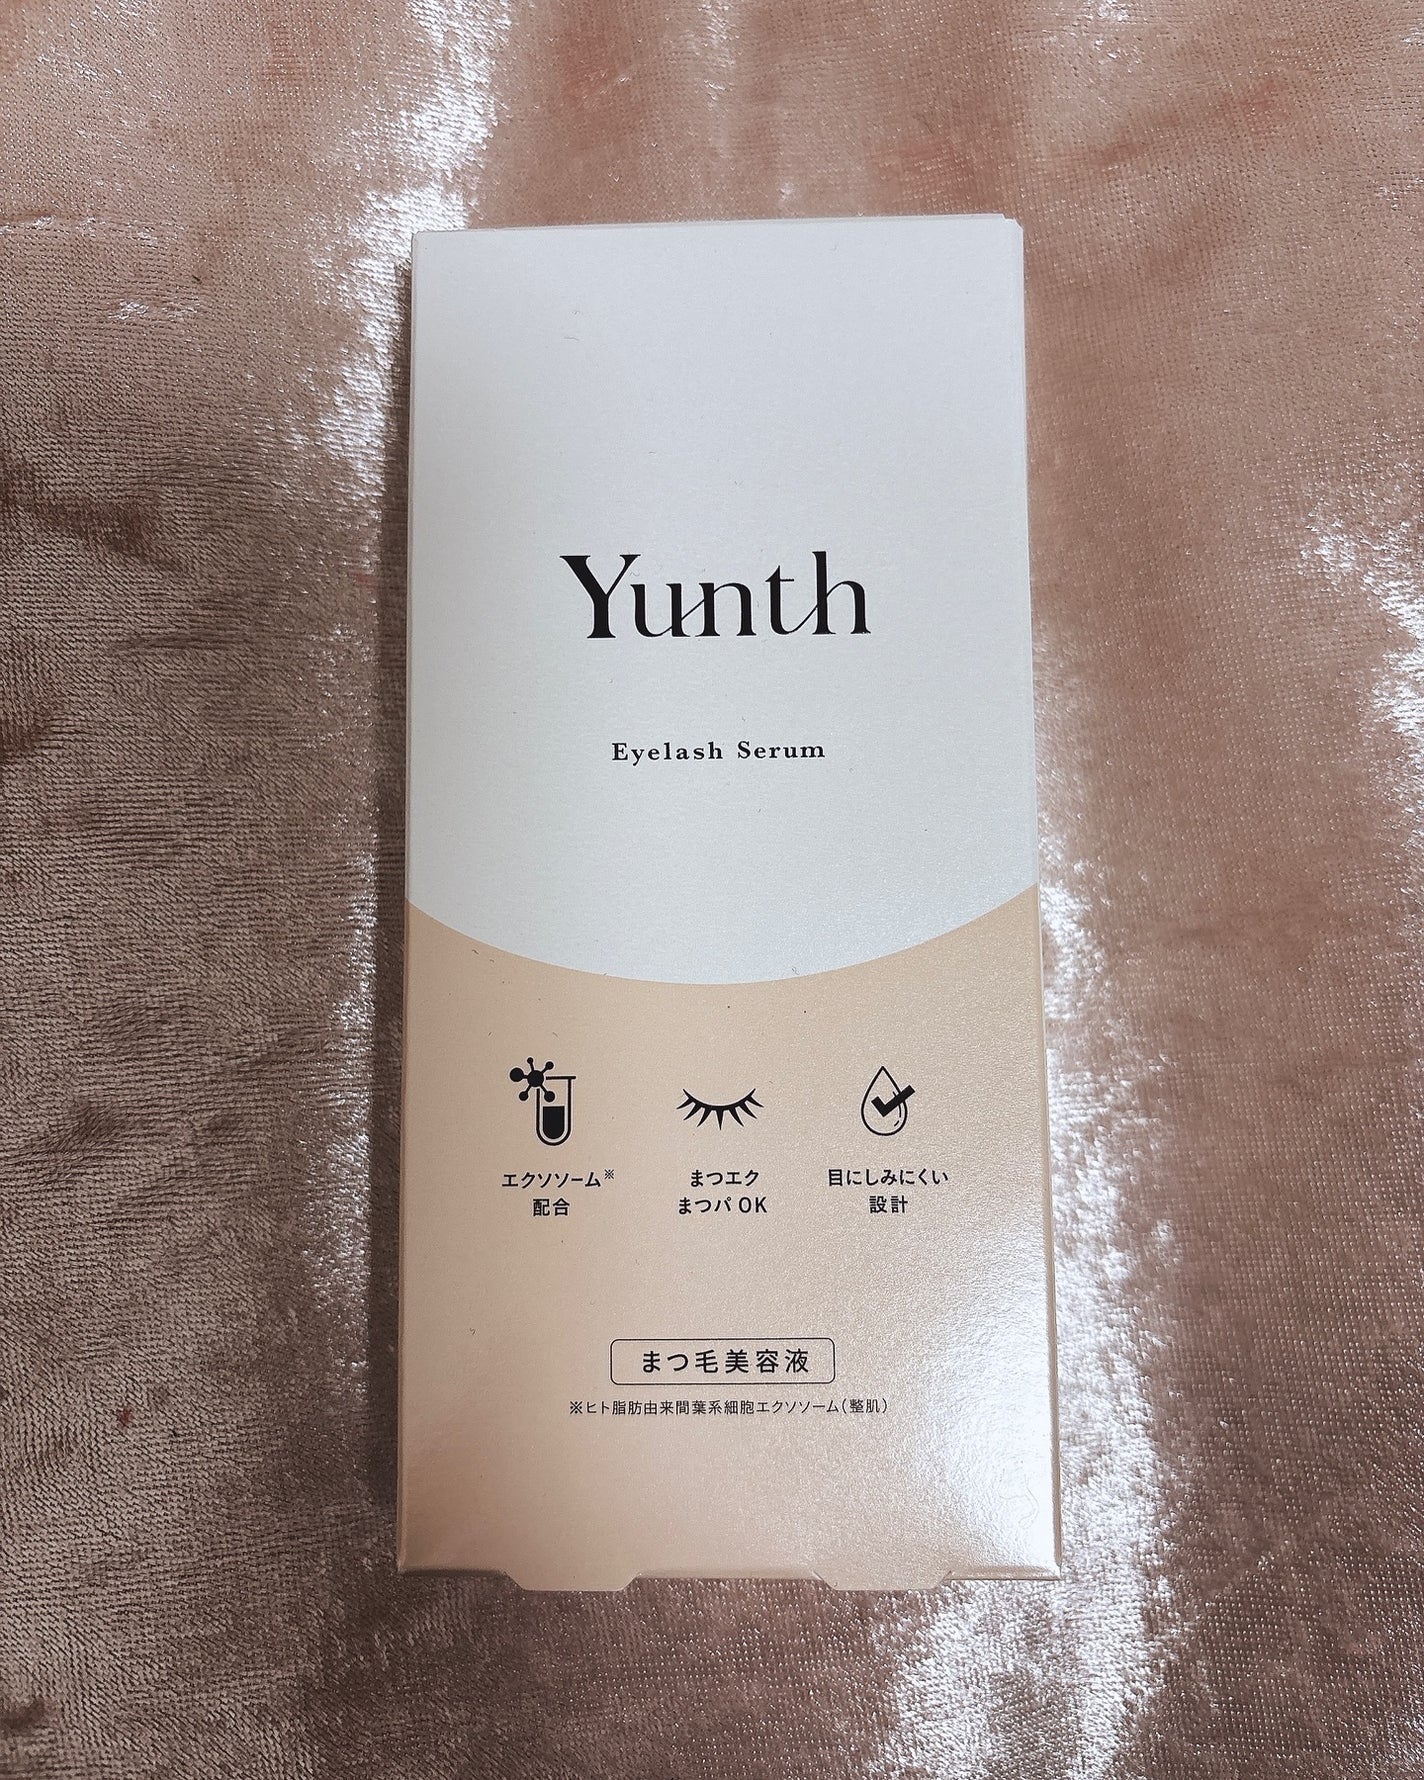 Yunth
Eyelash Serum
エクソソーム※
配合
まつエク
まつパ OK
目にしみにくい
設計
まつ毛美容液
※ヒト脂肪由来間葉系細胞エクソソーム(整肌)